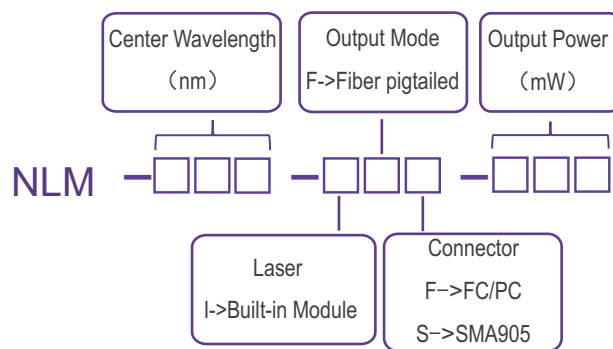 Center Wavelength
（nm）
Output Mode
F->Fiber pigtailed
Output Power
（mW）
NLM
Laser
I->Built-in Module
Connector
F−>FC/PC
S−>SMA905